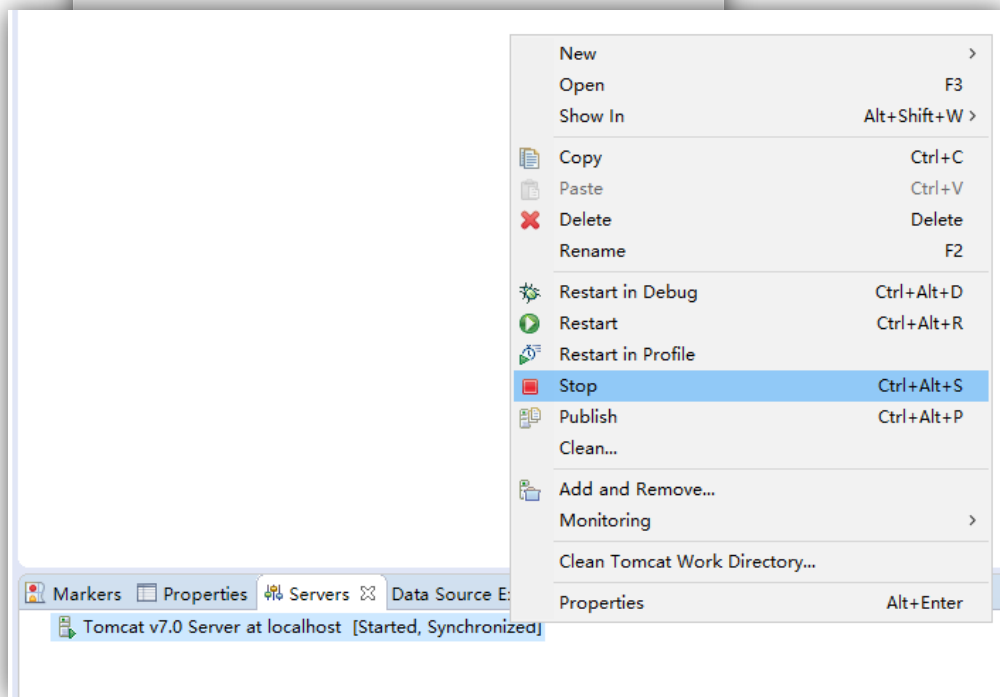 New
Open F3
Show In Alt+Shift+W
Copy Ctrl+C
Paste Ctrl+V
Delete Delete
Rename F2
Restart in Debug Ctrl+Alt+D
Restart Ctrl+Alt+R
Restart in Profile
Stop Ctrl+Alt+S
Publish Ctrl+Alt+P
Clean...
Add and Remove...
Monitoring
Clean Tomcat Work Directory...
Properties Alt+Enter
Markers Properties Servers Data Source
Tomcat v7.0 Server at localhost [Started, Synchronized]